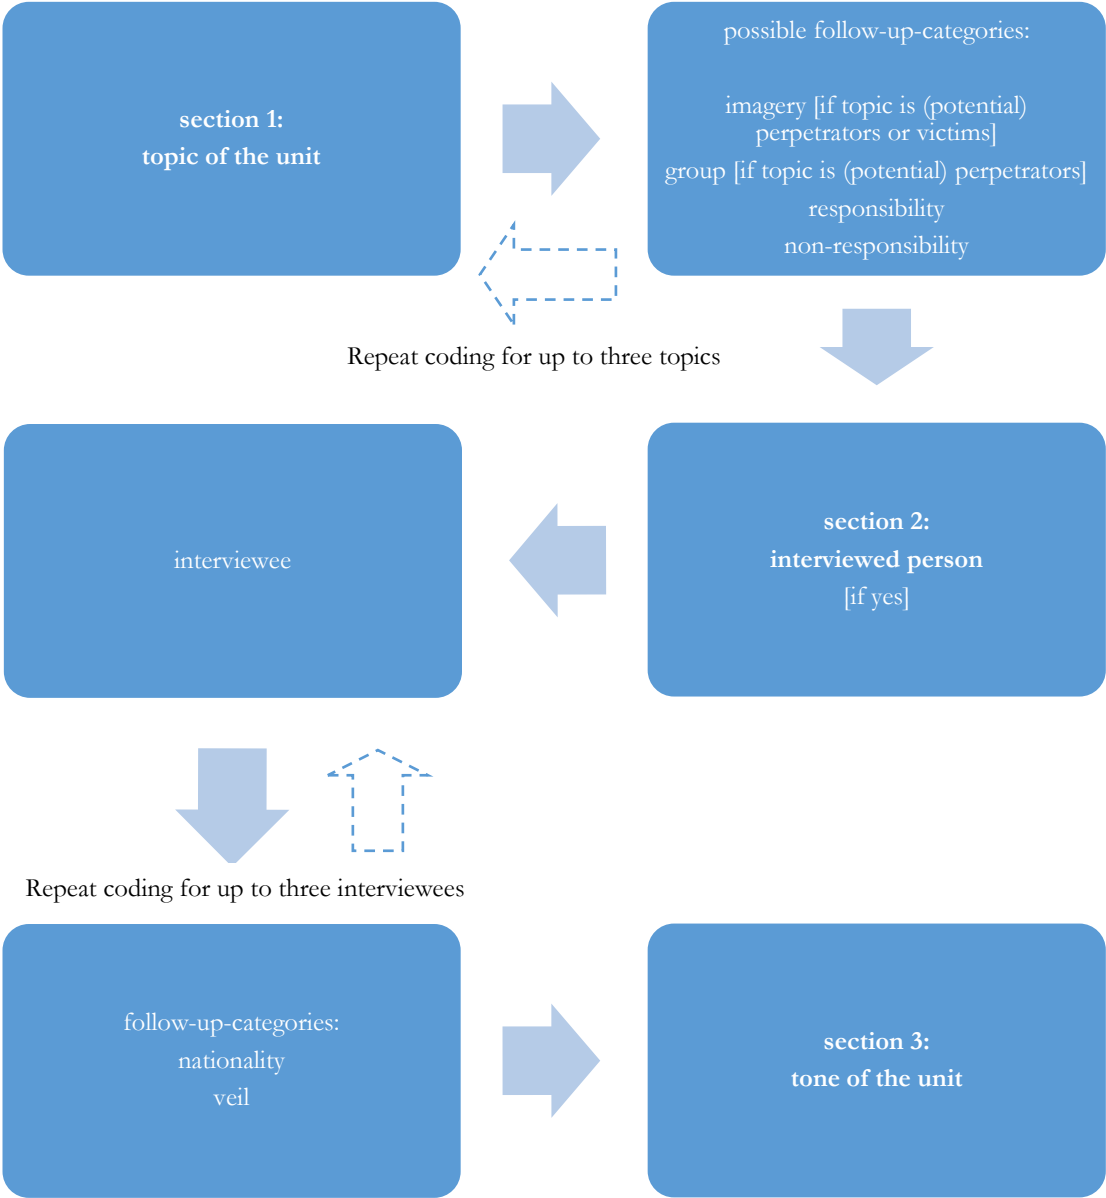 section 1:
topic of the unit
possible follow-up-categories:
imagery [if topic is (potential)
perpetrators or victims]
group [if topic is (potential) perpetrators]
responsibility
non-responsibility
Repeat coding for up to three topics
section 2:
interviewed person
[if yes]
interviewee
Repeat coding for up to three interviewees
follow-up-categories:
nationality
veil
section 3:
tone of the unit